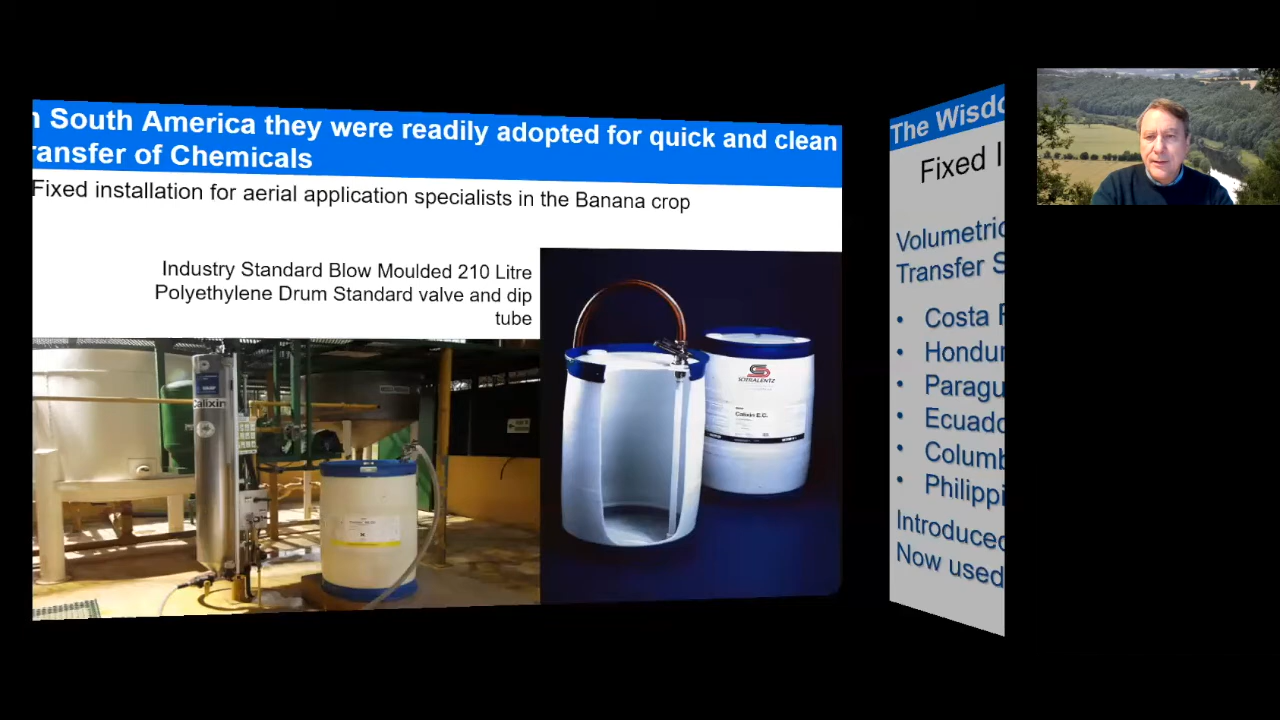 n South America they were readily adopted for quick and clean
ransfer of Chemicals
Fixed installation for aerial application specialists in the Banana crop
Industry Standard Blow Moulded 210 Litre
Polyethylene Drum Standard valve and dip
tube
Calixin
SOTRALENTZ
Calixin E.C.
The Wisdo
Fixed I
Volumetric
Transfer S
• Costa R
• Hondur
• Paragu
• Ecuado
• Columb
• Philippi
Introduced
Now used